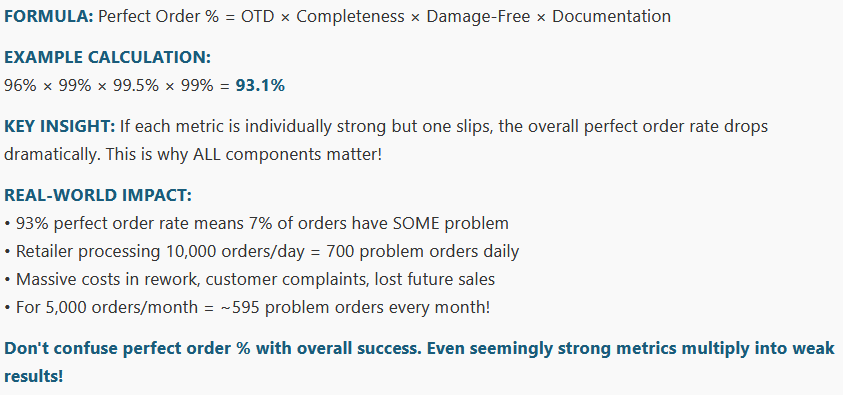 FORMULA: Perfect Order % = OTD × Completeness × Damage-Free × Documentation
EXAMPLE CALCULATION:
96% × 99% × 99.5% × 99% = 93.1%
KEY INSIGHT: If each metric is individually strong but one slips, the overall perfect order rate drops
dramatically. This is why ALL components matter!
REAL-WORLD IMPACT:
• 93% perfect order rate means 7% of orders have SOME problem
• Retailer processing 10,000 orders/day = 700 problem orders daily
• Massive costs in rework, customer complaints, lost future sales
• For 5,000 orders/month = ~595 problem orders every month!
Don't confuse perfect order % with overall success. Even seemingly strong metrics multiply into weak
results!